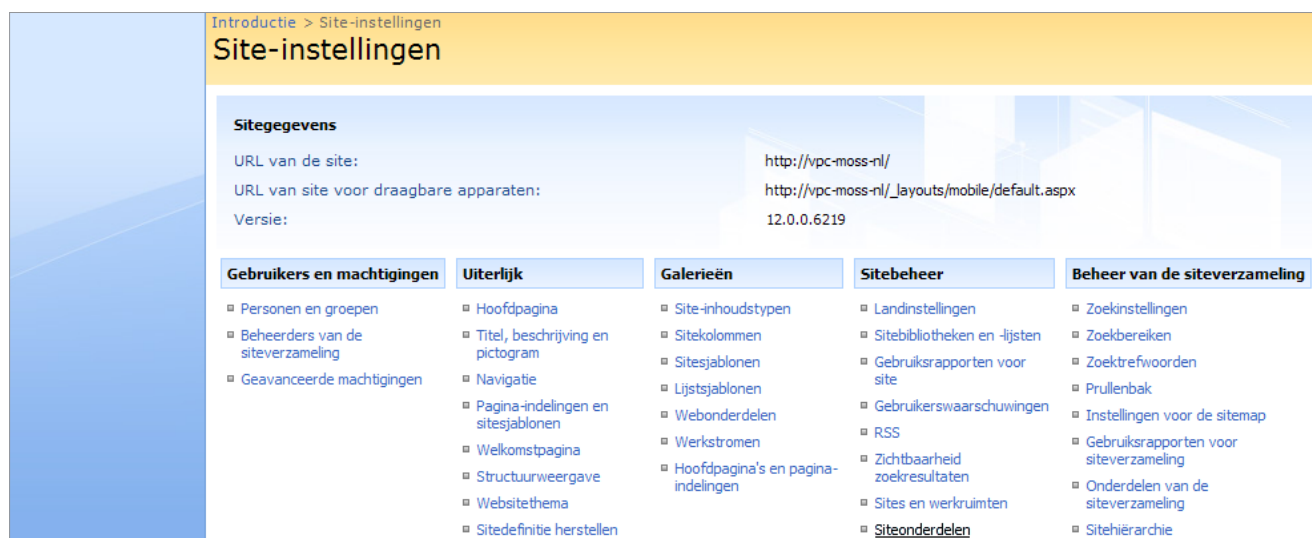 Introductie > Site-instellingen
Site-instellingen
Sitegegevens
URL van de site: http://vpc-moss-nl/
URL van site voor draagbare apparaten: http://vpc-moss-nl/_layouts/mobile/default.aspx
Versie: 12.0.0.6219
Gebruikers en machtigingen
Personen en groepen
Beheerders van de
siteverzameling
Geavanceerde machtigingen
Uiterlijk
Hoofdpagina
Titel, beschrijving en
pictogram
Navigatie
Pagina-indelingen en
sitesjablonen
Welkomstpagina
Structuurweergave
Websitethema
Sitedefinitie herstellen
Galerieën
Site-inhoudstypen
Sitekolommen
Sitesjablonen
Lijstsjablonen
Webonderdelen
Werkstromen
Hoofdpagina's en pagina-
indelingen
Sitebeheer
Landinstellingen
Sitebibliotheken en -lijsten
Gebruiksrapporten voor
site
Gebruikerswaarschuwingen
RSS
Zichtbaarheid
zoekresultaten
Sites en werkruimten
Siteonderdelen
Beheer van de siteverzameling
Zoekinstellingen
Zoekbereiken
Zoektrefwoorden
Prullenbak
Instellingen voor de sitemap
Gebruiksrapporten voor
siteverzameling
Onderdelen van de
siteverzameling
Sitehiërarchie